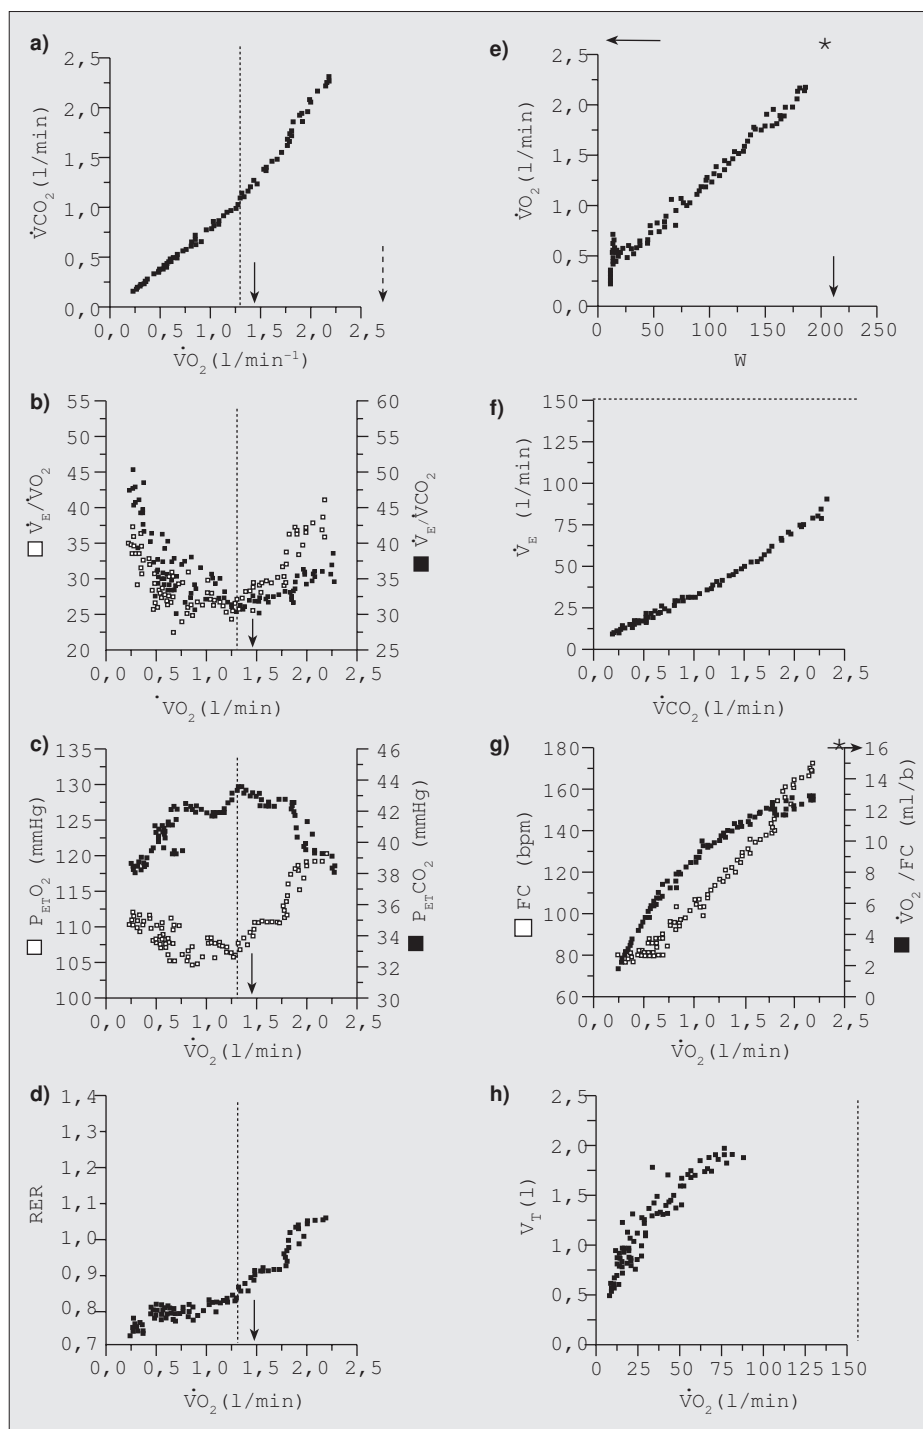 a)
2,5
2,0
1,5
1,0
0,5
0,0
V̇CO₂(l/min)
0,0 0,5 1,0 1,5 2,0 2,5
V̇O₂(l/min⁻¹)
e)
*
2,5
2,0
1,5
1,0
0,5
0,0
V̇O₂(l/min)
0 50 100 150 200 250
W
b)
55
50
45
40
35
30
25
20
V̇E/V̇O₂
60
55
50
45
40
35
30
25
V̇E/V̇CO₂
0,0 0,5 1,0 1,5 2,0 2,5
V̇O₂(l/min)
f)
150
125
100
75
50
25
0
V̇E (l/min)
0,0 0,5 1,0 1,5 2,0 2,5
V̇CO₂(l/min)
c)
135
130
125
120
115
110
105
100
PETO₂ (mmHg)
46
44
42
40
38
36
34
32
30
PETCO₂ (mmHg)
0,0 0,5 1,0 1,5 2,0 2,5
V̇O₂(l/min)
g)
*
180
160
140
120
100
80
60
FC (bpm)
16
14
12
10
8
6
4
2
0
V̇O₂/FC (ml/b)
0,0 0,5 1,0 1,5 2,0 2,5
V̇O₂(l/min)
d)
1,4
1,3
1,2
1,1
1,0
0,9
0,8
0,7
RER
0,0 0,5 1,0 1,5 2,0 2,5
V̇O₂(l/min)
h)
2,5
2,0
1,5
1,0
0,5
0,0
VT(l)
0 25 50 75 100 125 150
V̇O₂(l/min)